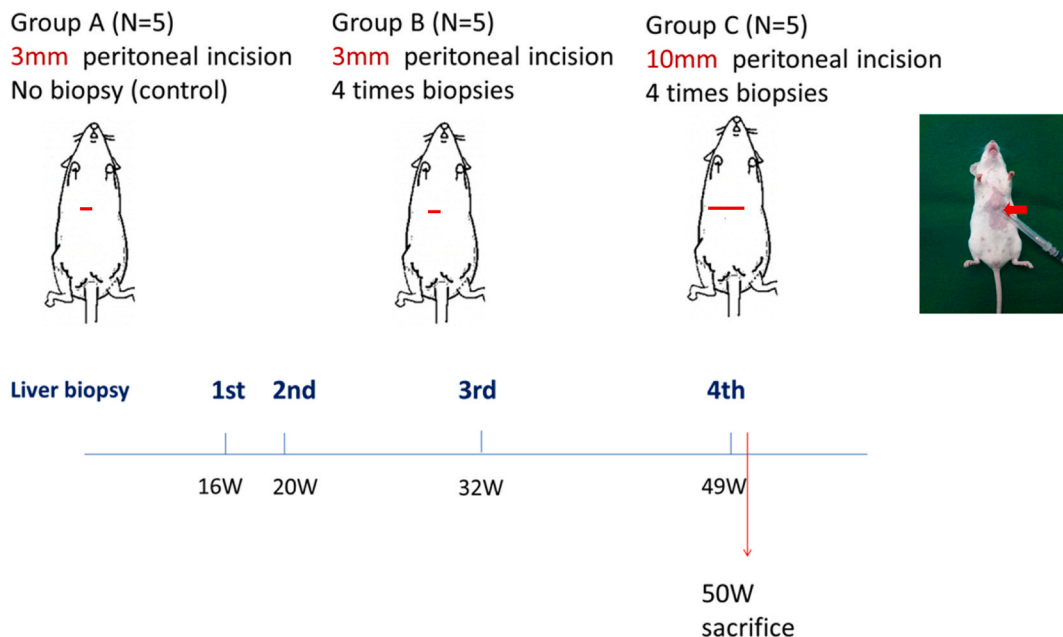 Group A (N=5)
3mm peritoneal incision
No biopsy (control)
Group B (N=5)
3mm peritoneal incision
4 times biopsies
Group C (N=5)
10mm peritoneal incision
4 times biopsies
Liver biopsy 1st 2nd 3rd 4th
16W 20W 32W 49W
50W
sacrifice